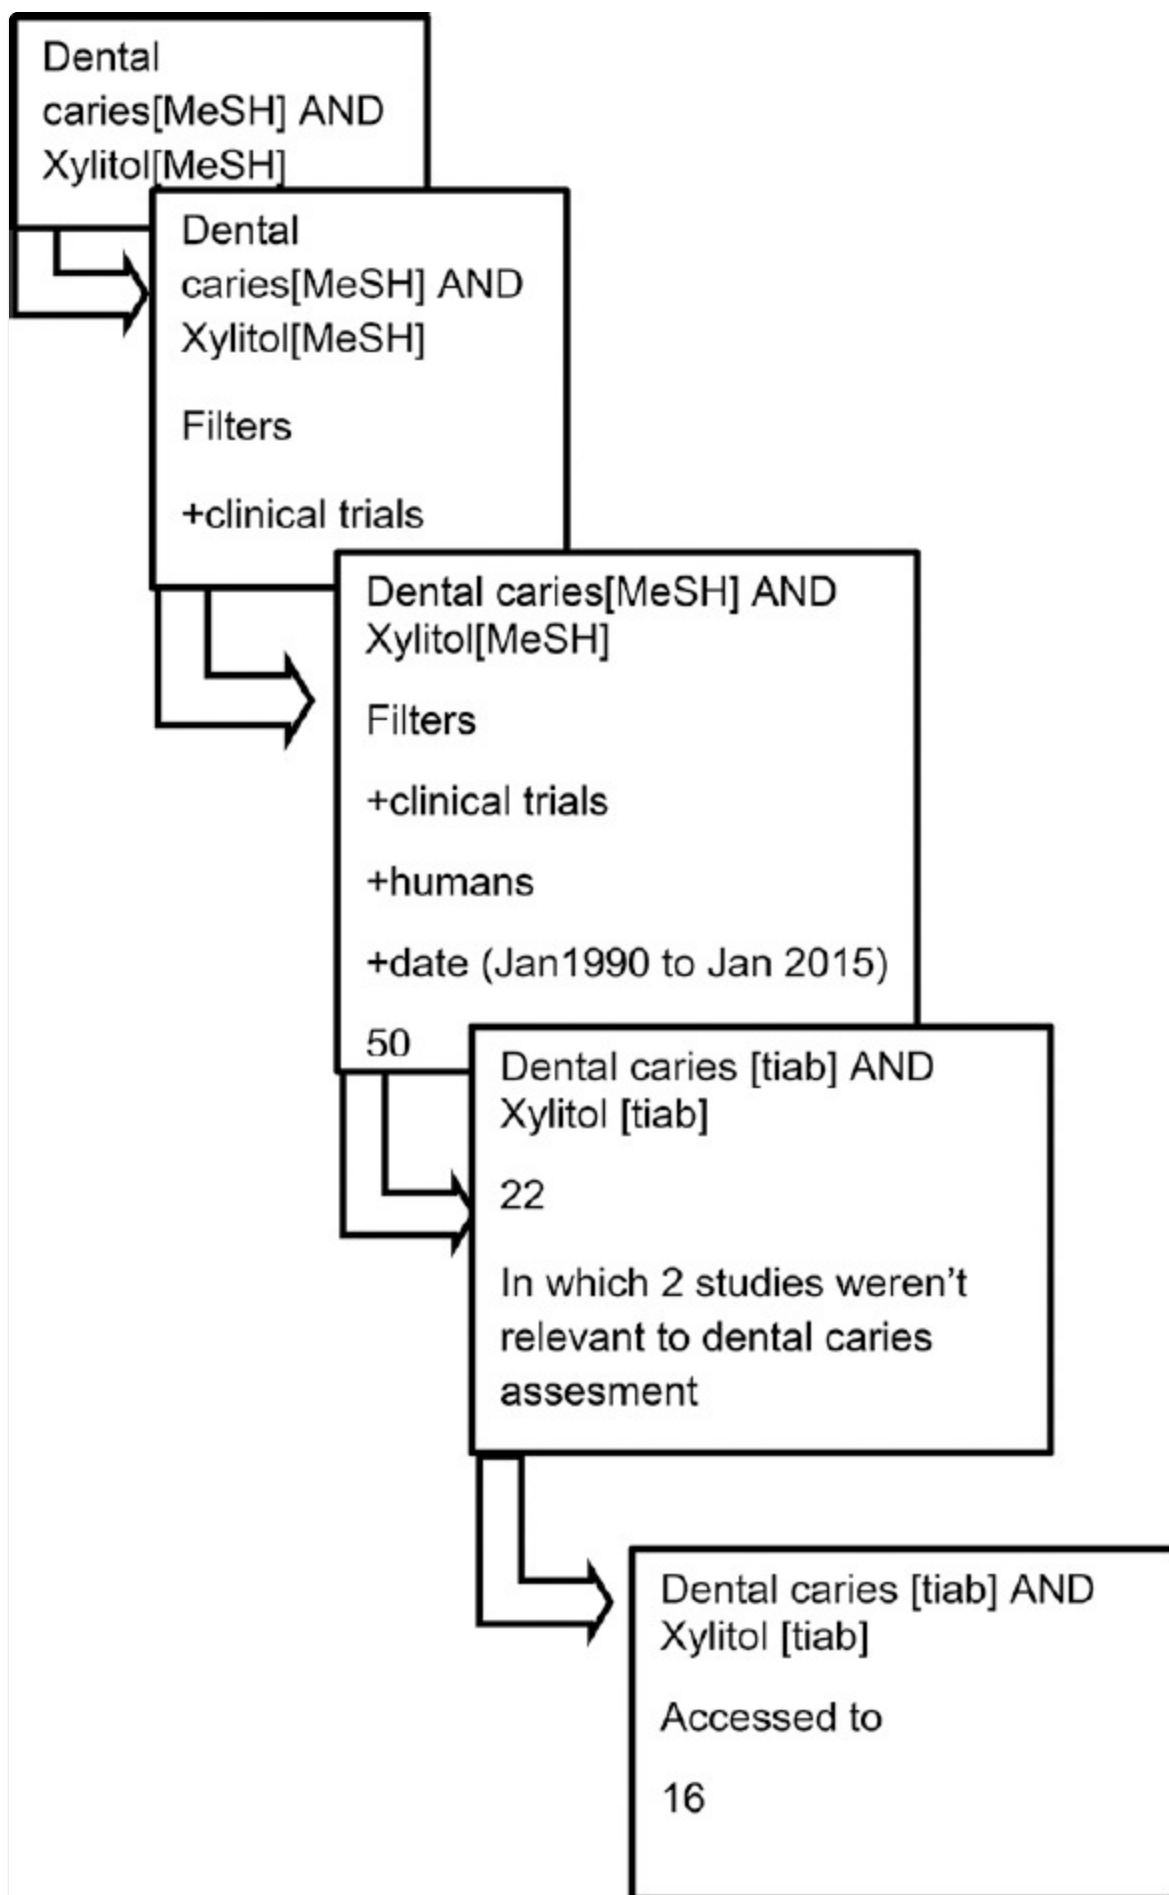 Dental
caries[MeSH] AND
Xylitol[MeSH]
Dental
caries[MeSH] AND
Xylitol[MeSH]
Filters
+clinical trials
Dental caries[MeSH] AND
Xylitol[MeSH]
Filters
+clinical trials
+humans
+date (Jan1990 to Jan 2015)
50
Dental caries [tiab] AND
Xylitol [tiab]
22
In which 2 studies weren’t
relevant to dental caries
assesment
Dental caries [tiab] AND
Xylitol [tiab]
Accessed to
16